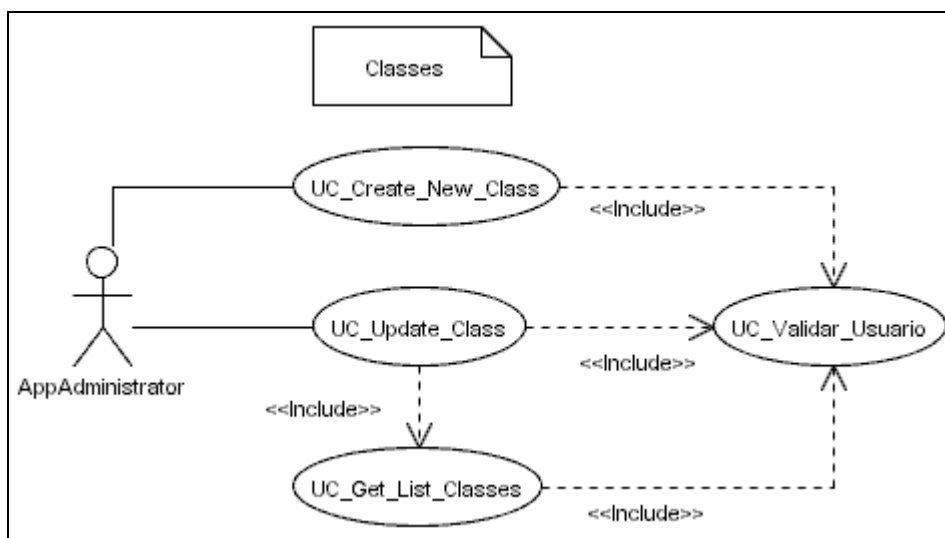 Classes
UC_Create_New_Class
<<Include>>
UC_Update_Class
UC_Validar_Usuario
<<Include>>
AppAdministrator
<<Include>>
UC_Get_List_Classes
<<Include>>